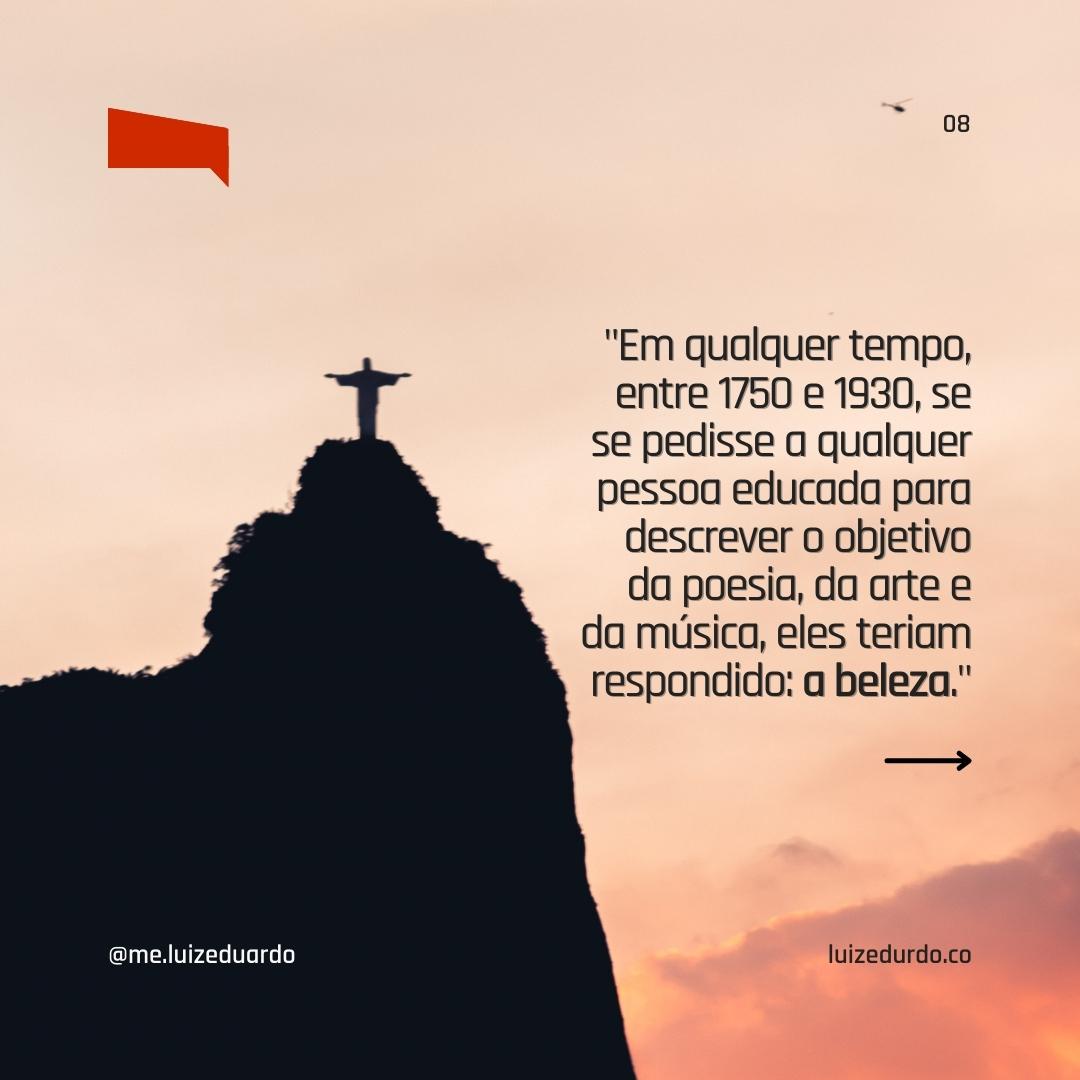 08
"Em qualquer tempo,
entre 1750 e 1930, se
se pedisse a qualquer
pessoa educada para
descrever o objetivo
da poesia, da arte e
da música, eles teriam
respondido: a beleza."
@me.luizeduardo
luizedurdo.co